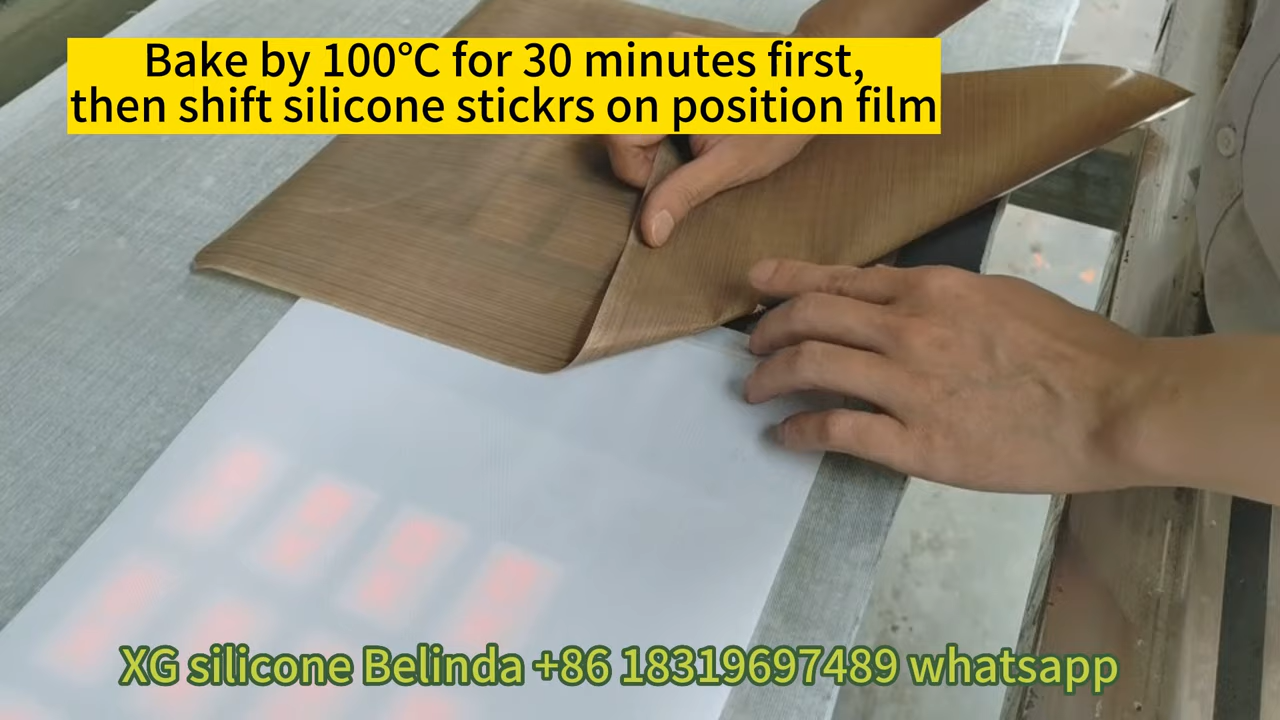 Bake by 100°C for 30 minutes first,
then shift silicone stickrs on position film
XG silicone Belinda +86 18319697489 whatsapp